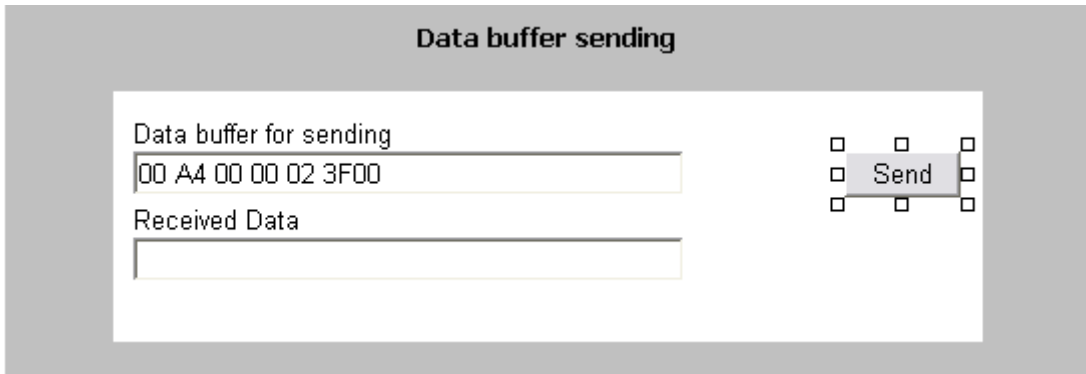 Data buffer sending
Data buffer for sending
00 A4 00 00 02 3F00
Send
Received Data